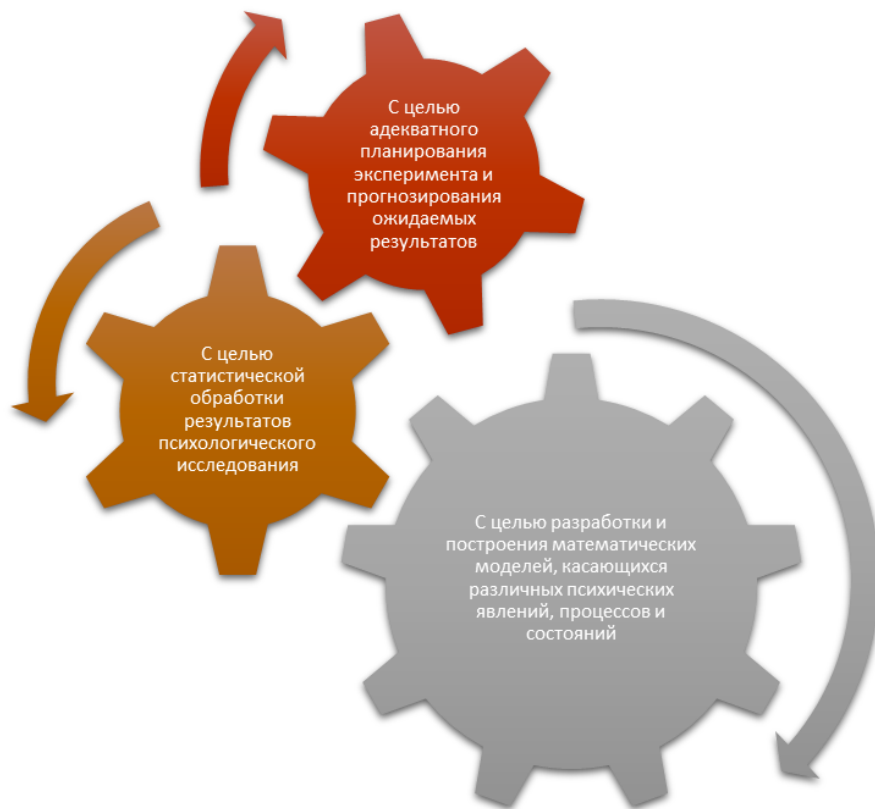 С целью
адекватного
планирования
эксперимента и
прогнозирования
ожидаемых
результатов
С целью
статистической
обработки
результатов
психологического
исследования
С целью разработки и
построения математических
моделей, касающихся
различных психических
явлений, процессов и
состояний